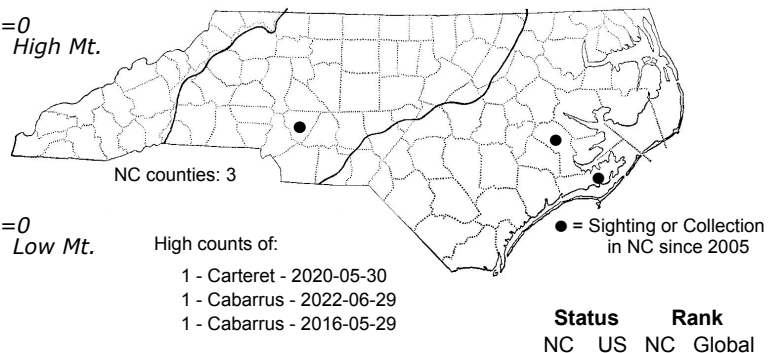 =0
High Mt.
NC counties: 3
=0
Low Mt.
High counts of:
1 - Carteret - 2020-05-30
1 - Cabarrus - 2022-06-29
1 - Cabarrus - 2016-05-29
● = Sighting or Collection
in NC since 2005
Status Rank
NC US NC Global